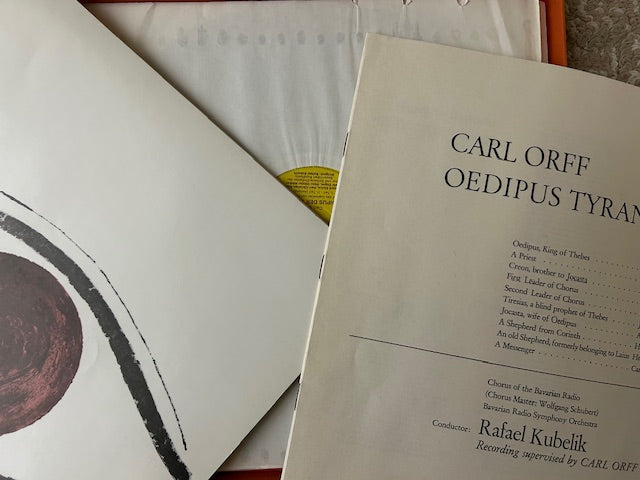 CARL ORFF
OEDIPUS TYRAN
Oedipus, King of Thebes
A Priest
Creon, brother to Jocasta
First Leader of Chorus
Second Leader of Chorus
Tiresias, a blind prophet of Thebes
Jocasta, wife of Oedipus
A Shepherd from Corinth H
An old Shepherd, formerly belonging to Laius He
A Messenger Car
Chorus of the Bavarian Radio
(Chorus Master: Wolfgang Schubert)
Bavarian Radio Symphony Orchestra
Conductor: Rafael Kubelik
Recording supervised by CARL ORFF